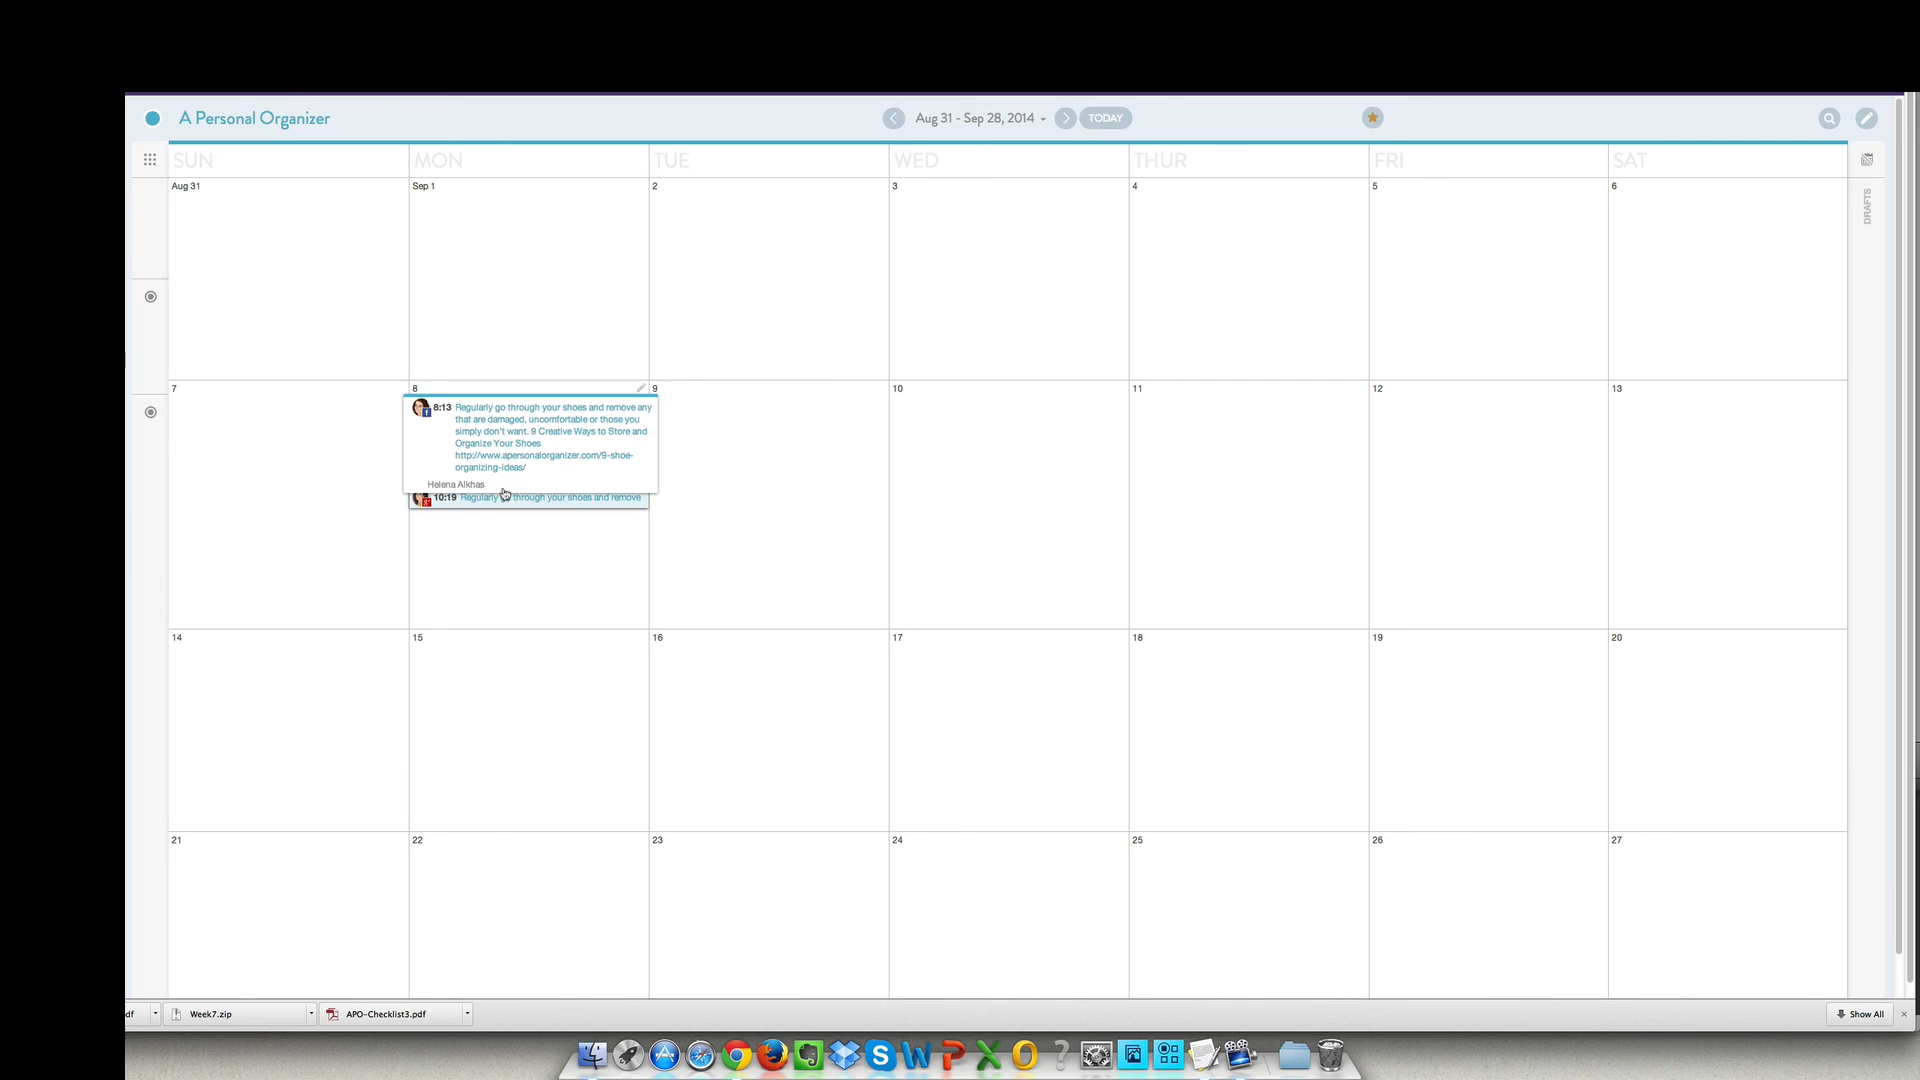 A Personal Organizer
Aug 31 - Sep 28, 2014
TODAY
SUN MON TUE WED THUR FRI SAT
DRAFTS
Aug 31 Sep 1 2 3 4 5 6
7 8 9 10 11 12 13
8:13 Regularly go through your shoes and remove any
that are damaged, uncomfortable or those you
simply don't want. 9 Creative Ways to Store and
Organize Your Shoes
http://www.apersonalorganizer.com/9-shoe-
organizing-ideas/
Helena Alkhas
10:19 Regularly go through your shoes and remove
14 15 16 17 18 19 20
21 22 23 24 25 26 27
df Week7.zip APO-Checklist3.pdf Show All